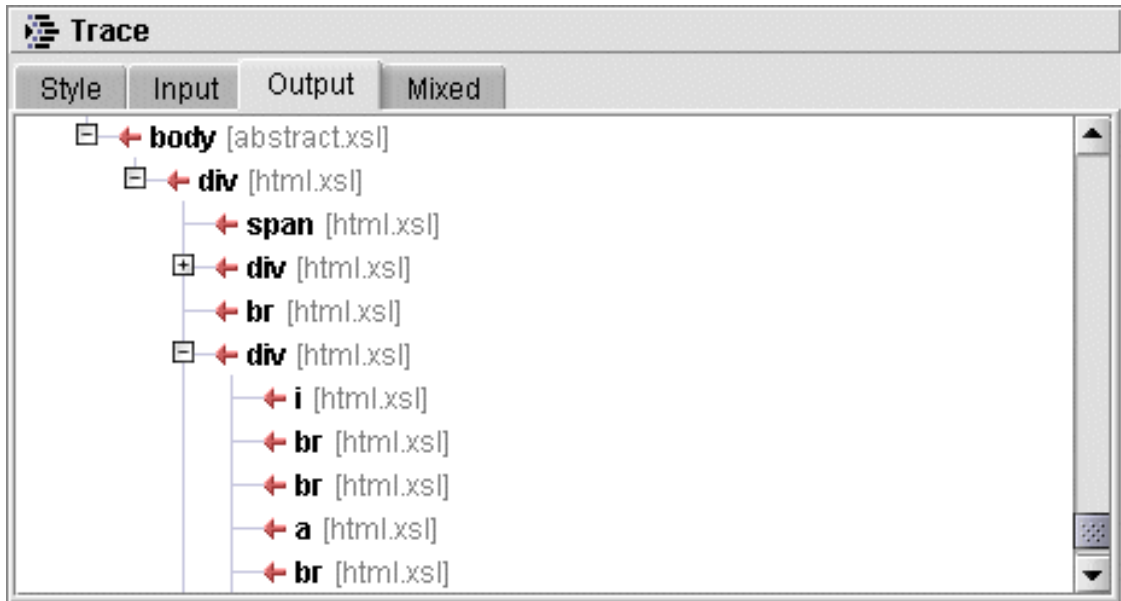 Trace
Style Input Output Mixed
body [abstract.xsl]
div [html.xsl]
span [html.xsl]
div [html.xsl]
br [html.xsl]
div [html.xsl]
i [html.xsl]
br [html.xsl]
br [html.xsl]
a [html.xsl]
br [html.xsl]